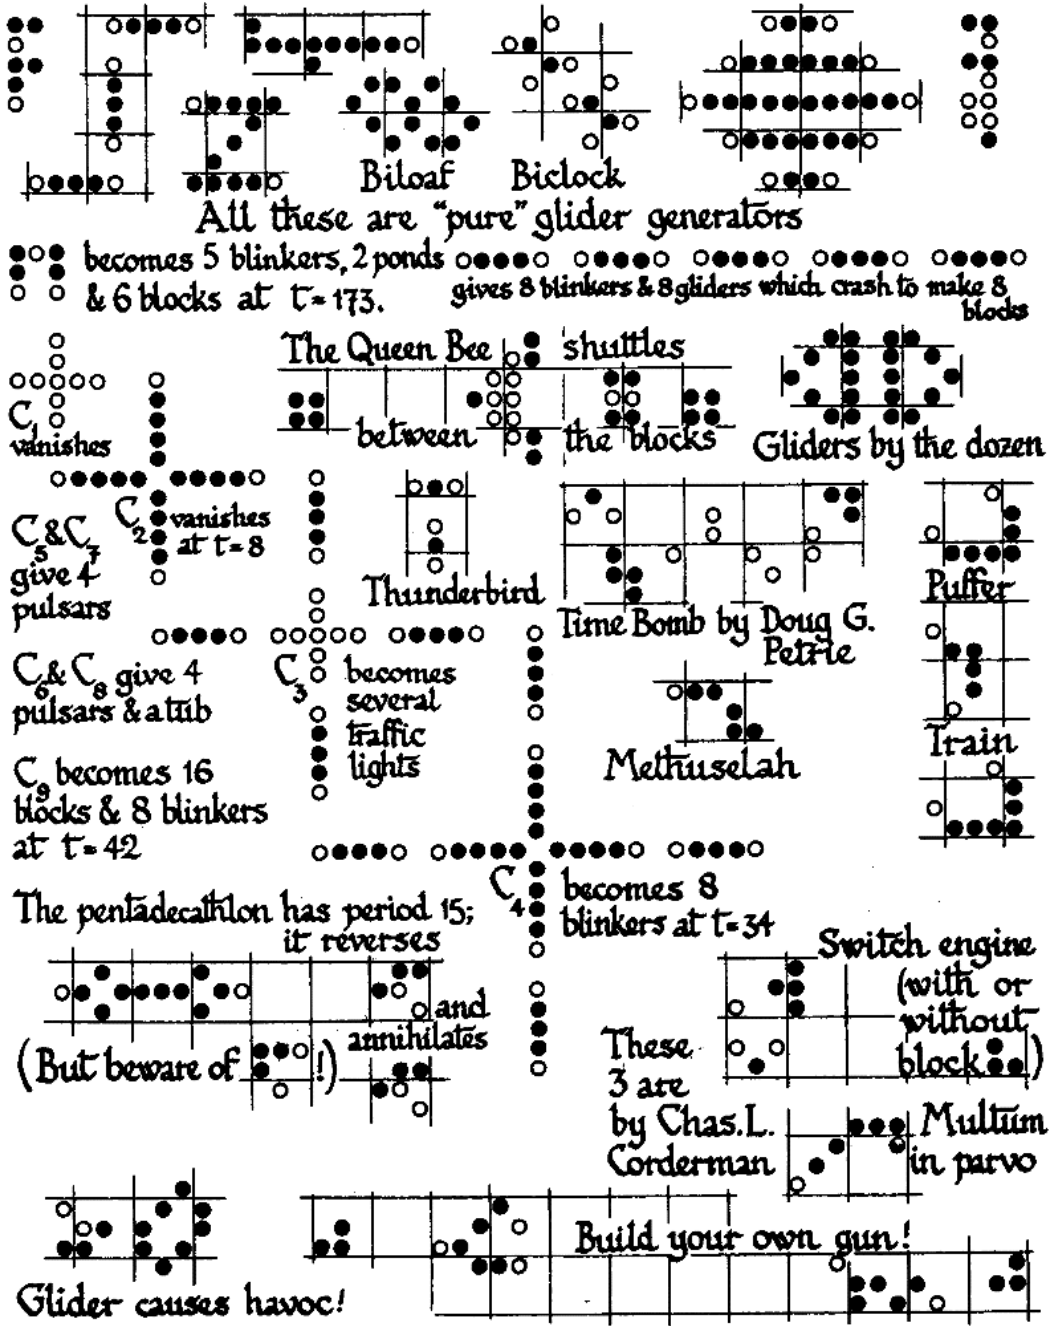 Biloaf
Biclock
All these are "pure" glider generators
becomes 5 blinkers, 2 ponds
& 6 blocks at t=173.
gives 8 blinkers & 8 gliders which crash to make 8
blocks
The Queen Bee shuttles
between the blocks
Gliders by the dozen
C1
vanishes
C2 vanishes
at t=8
C5 & C7
give 4
pulsars
Thunderbird
Time Bomb by Doug G.
Petrie
Puffer
Train
C6 & C8 give 4
pulsars & a ttib
C3 becomes
several
traffic
lights
Methuselah
C9 becomes 16
blocks & 8 blinkers
at t=42
C4 becomes 8
blinkers at t=34
The pentadecathlon has period 15;
it reverses
and
annihilates
(But beware of !)
Switch engine
(with or
without
block )
These
3 are
by Chas. L.
Corderman
Multum
in parvo
Glider causes havoc!
Build your own gun!